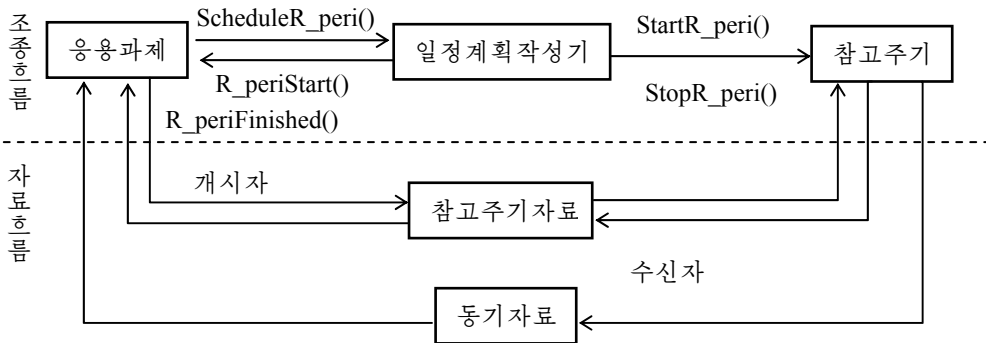 조종흐름
ScheduleR_peri()
StartR_peri()
응용과제
일정계획작성기
참고주기
R_periStart()
StopR_peri()
R_periFinished()
자료흐름
개시자
참고주기자료
수신자
동기자료